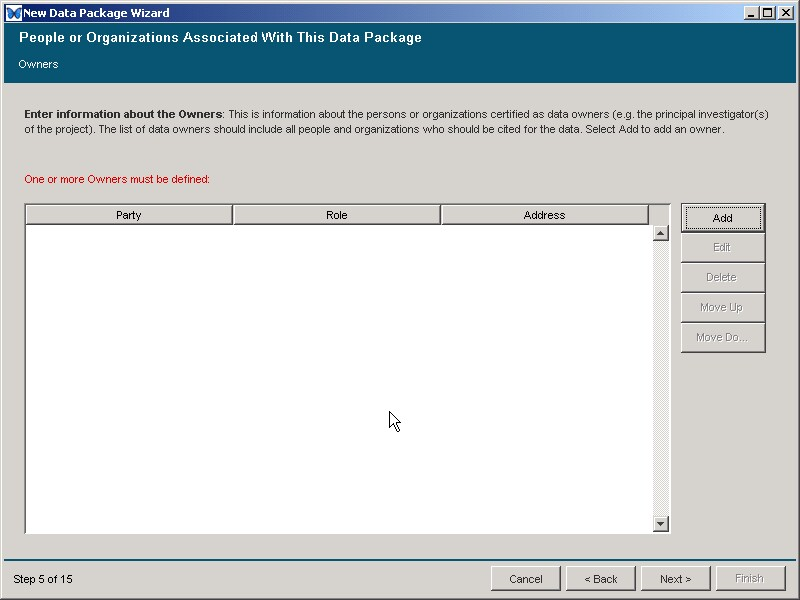 New Data Package Wizard
People or Organizations Associated With This Data Package
Owners
Enter information about the Owners: This is information about the persons or organizations certified as data owners (e.g. the principal investigator(s)
of the project). The list of data owners should include all people and organizations who should be cited for the data. Select Add to add an owner.
One or more Owners must be defined:
Party Role Address
Add
Edit
Delete
Move Up
Move Do...
Step 5 of 15
Cancel < Back Next > Finish